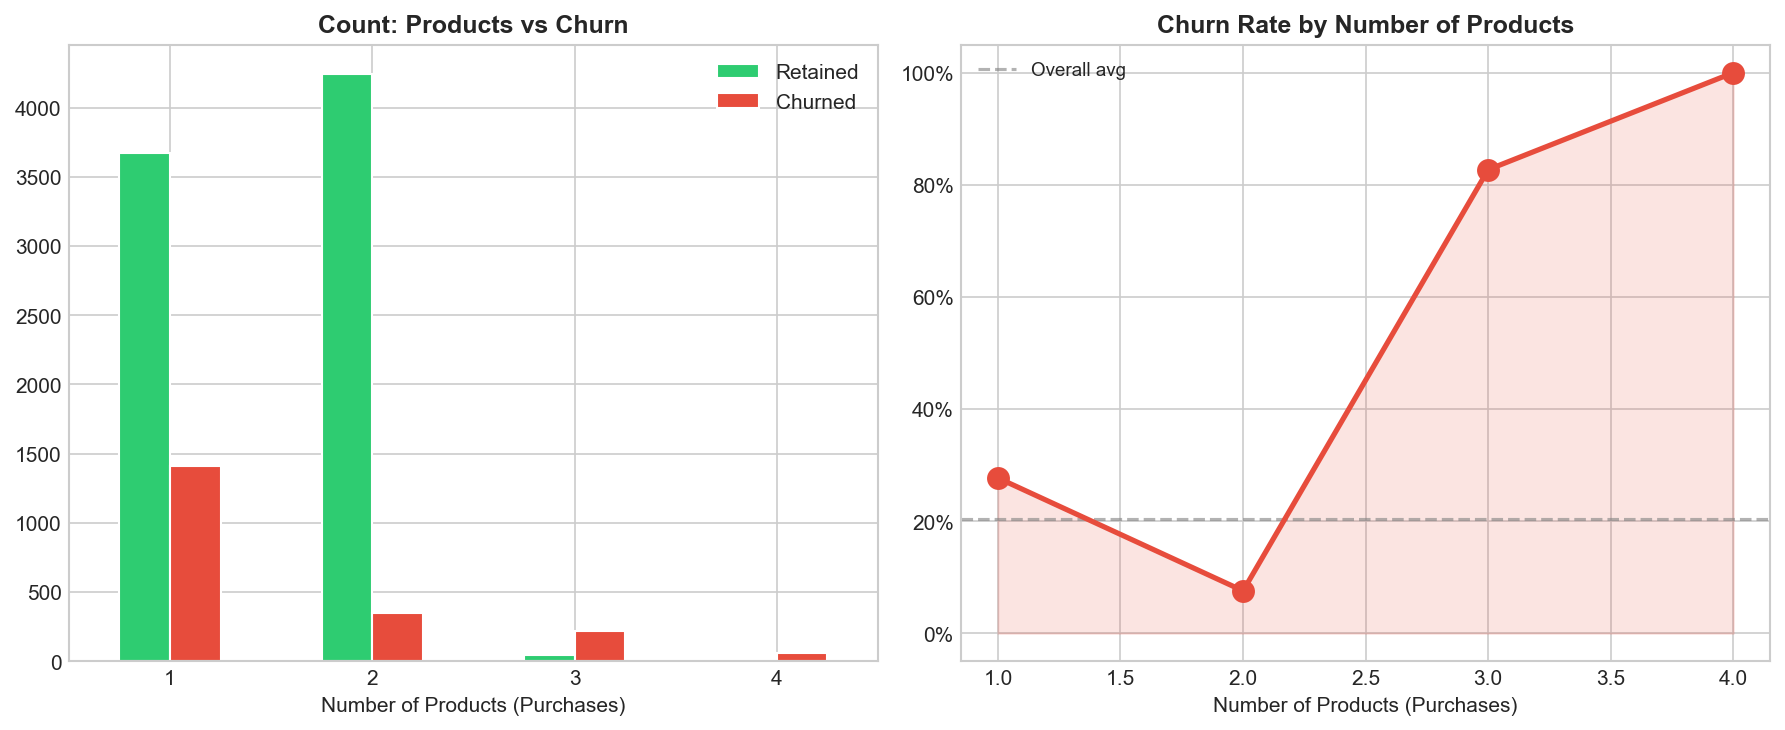 Count: Products vs Churn
Retained
Churned
4000
3500
3000
2500
2000
1500
1000
500
0
1 2 3 4
Number of Products (Purchases)
Churn Rate by Number of Products
Overall avg
100%
80%
60%
40%
20%
0%
1.0 1.5 2.0 2.5 3.0 3.5 4.0
Number of Products (Purchases)